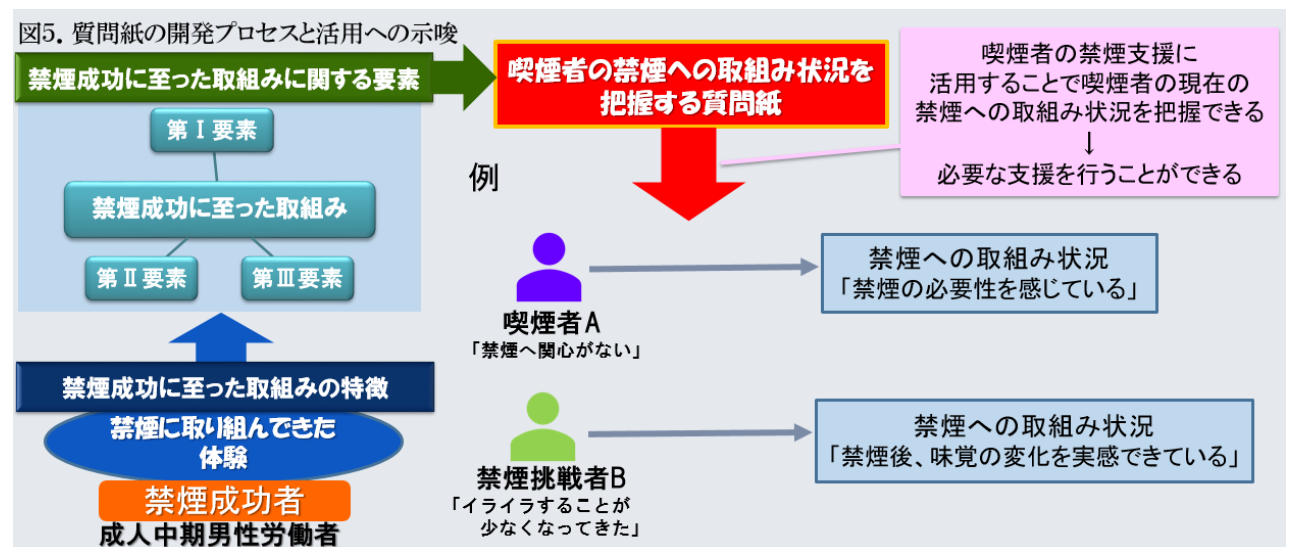 図5. 質問紙の開発プロセスと活用への示唆
禁煙成功に至った取組みに関する要素
第Ⅰ要素
禁煙成功に至った取組み
第Ⅱ要素
第Ⅲ要素
禁煙成功に至った取組みの特徴
禁煙に取り組んできた
体験
禁煙成功者
成人中期男性労働者
喫煙者の禁煙への取組み状況を
把握する質問紙
喫煙者の禁煙支援に
活用することで喫煙者の現在の
禁煙への取組み状況を把握できる
↓
必要な支援を行うことができる
例
喫煙者A
「禁煙へ関心がない」
禁煙への取組み状況
「禁煙の必要性を感じている」
禁煙挑戦者B
「イライラすることが
少なくなってきた」
禁煙への取組み状況
「禁煙後、味覚の変化を実感できている」